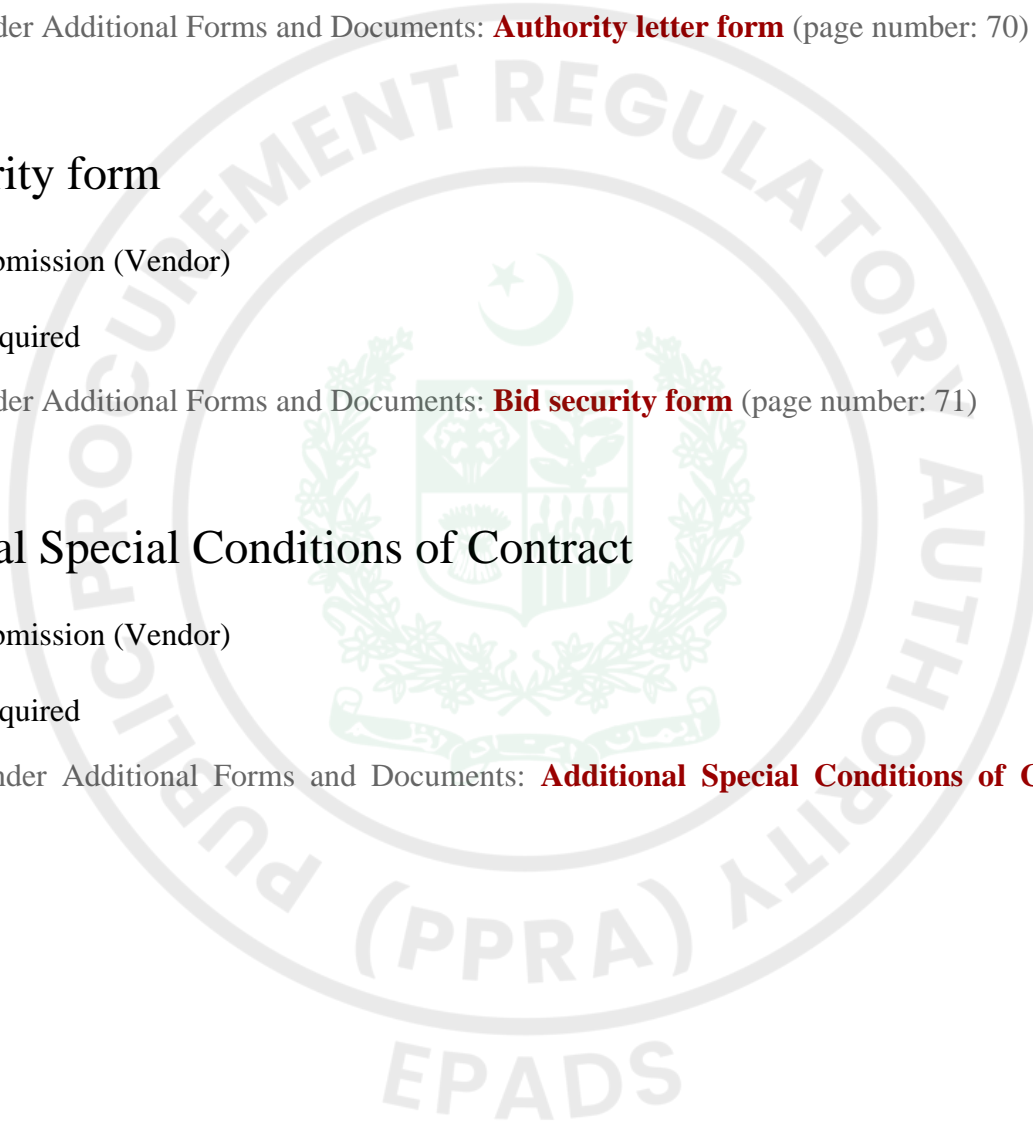 der Additional Forms and Documents: Authority letter form (page number: 70)
rity form
bmission (Vendor)
quired
der Additional Forms and Documents: Bid security form (page number: 71)
al Special Conditions of Contract
bmission (Vendor)
quired
nder Additional Forms and Documents: Additional Special Conditions of C
PUBLIC PROCUREMENT REGULATORY AUTHORITY
(PPRA)
EPADS